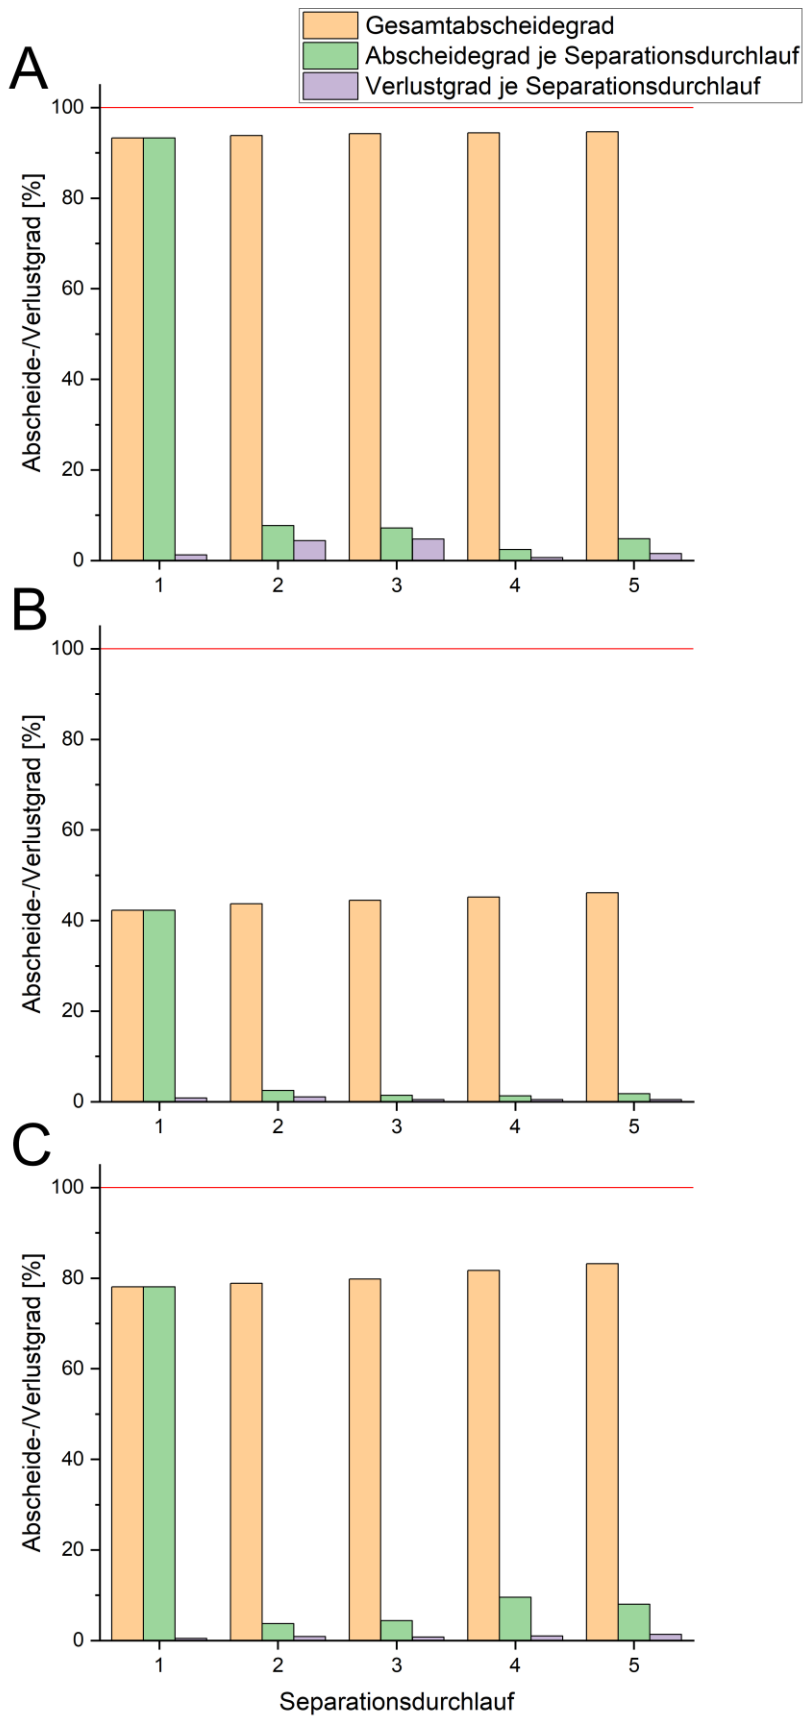 Gesamtabscheidegrad
Abscheidegrad je Separationsdurchlauf
Verlustgrad je Separationsdurchlauf
A
Abscheide-/Verlustgrad [%]
100
80
60
40
20
0
1 2 3 4 5
B
Abscheide-/Verlustgrad [%]
100
80
60
40
20
0
1 2 3 4 5
C
Abscheide-/Verlustgrad [%]
100
80
60
40
20
0
1 2 3 4 5
Separationsdurchlauf